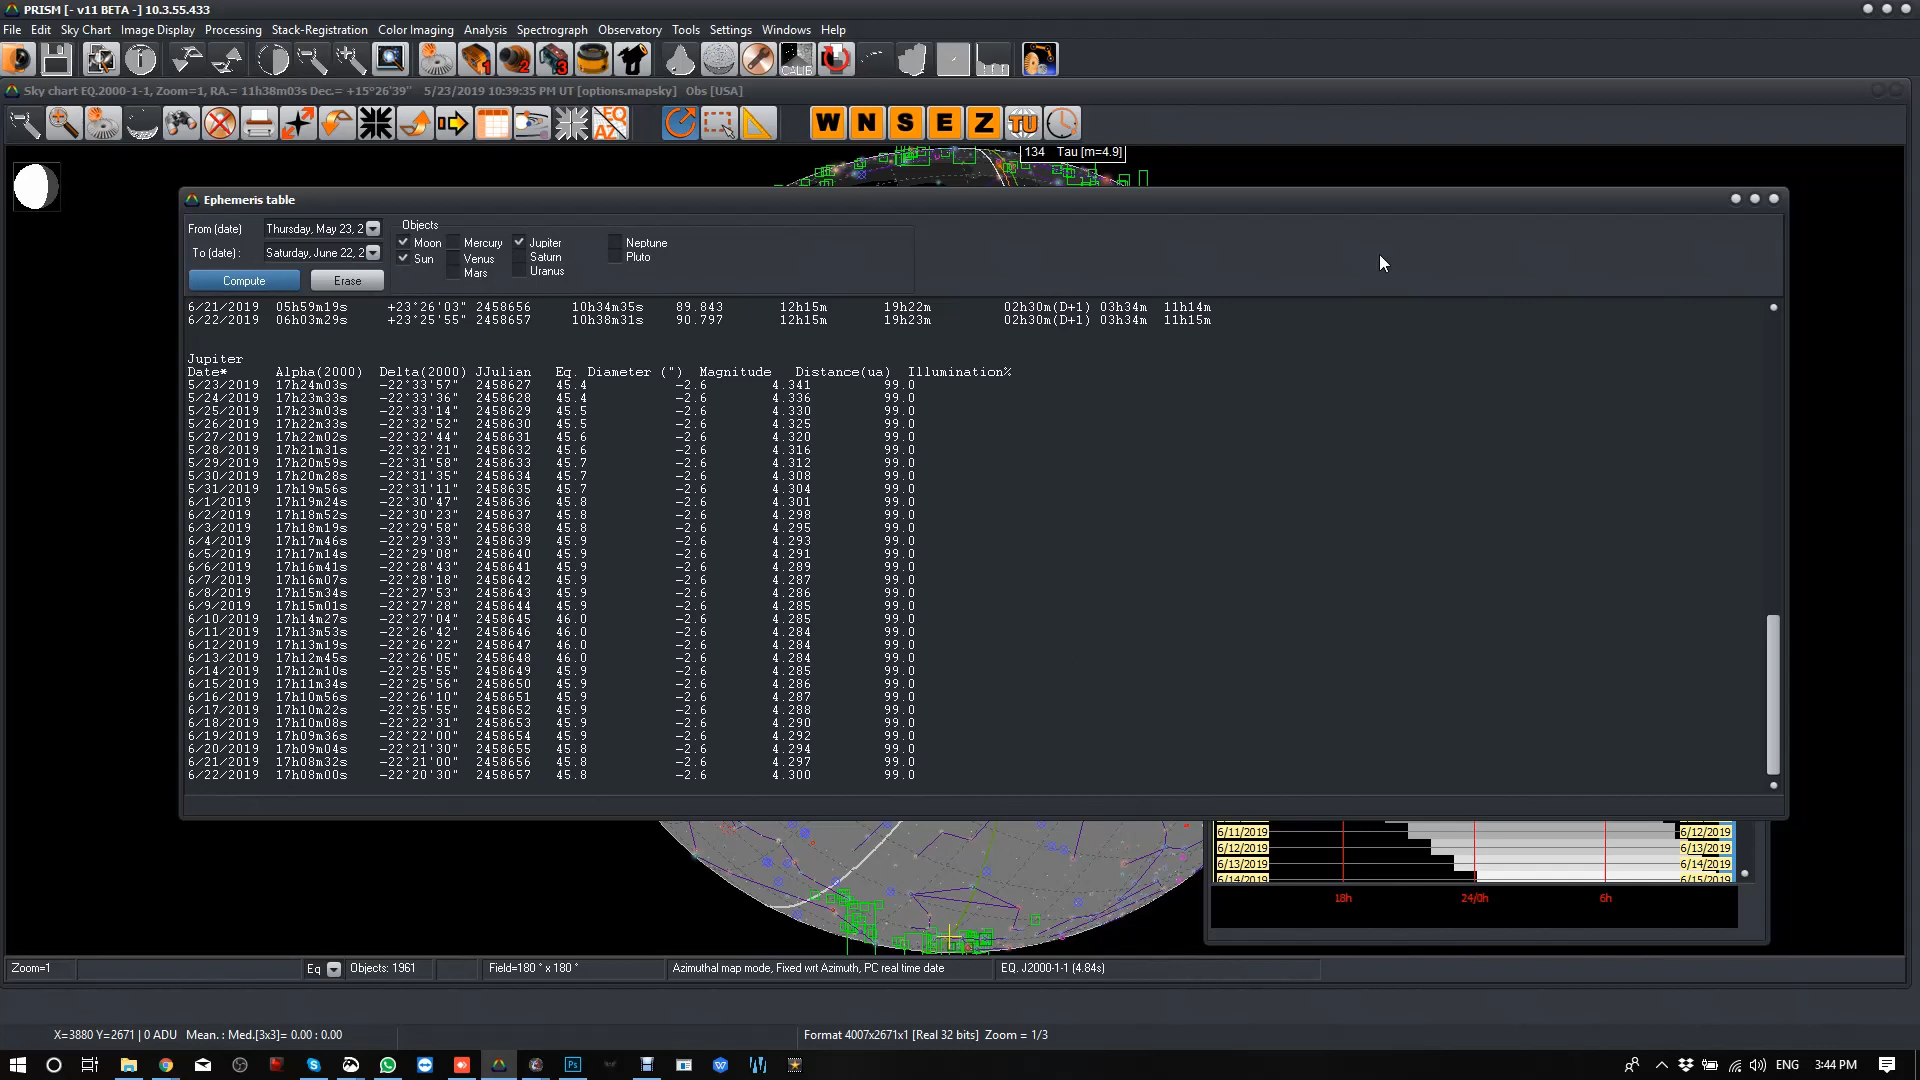 PRISM [- v11 BETA -] 10.3.55.433
File Edit Sky Chart Image Display Processing Stack-Registration Color Imaging Analysis Spectrograph Observatory Tools Settings Windows Help
1 2 3 CALIB
Sky chart EQ.2000-1-1, Zoom=1, RA.= 11h38m03s Dec.= +15°26'39" 5/23/2019 10:39:35 PM UT [options.mapsky] Obs [USA]
EQ AZ W N S E Z TU
134 Tau [m=4.9]
Ephemeris table
From (date) Thursday, May 23, 2
To (date) : Saturday, June 22, 2
Compute Erase
Objects
Moon Mercury Jupiter Neptune
Sun Venus Saturn Pluto
Mars Uranus
6/21/2019 05h59m19s +23°26'03" 2458656 10h34m35s 89.843 12h15m 19h22m 02h30m(D+1) 03h34m 11h14m
6/22/2019 06h03m29s +23°25'55" 2458657 10h38m31s 90.797 12h15m 19h23m 02h30m(D+1) 03h34m 11h15m
Jupiter
Date* Alpha(2000) Delta(2000) JJulian Eq. Diameter (") Magnitude Distance(ua) Illumination%
5/23/2019 17h24m03s -22°33'57" 2458627 45.4 -2.6 4.341 99.0
5/24/2019 17h23m33s -22°33'36" 2458628 45.4 -2.6 4.336 99.0
5/25/2019 17h23m03s -22°33'14" 2458629 45.5 -2.6 4.330 99.0
5/26/2019 17h22m33s -22°32'52" 2458630 45.5 -2.6 4.325 99.0
5/27/2019 17h22m02s -22°32'44" 2458631 45.6 -2.6 4.320 99.0
5/28/2019 17h21m31s -22°32'21" 2458632 45.6 -2.6 4.316 99.0
5/29/2019 17h20m59s -22°31'58" 2458633 45.7 -2.6 4.312 99.0
5/30/2019 17h20m28s -22°31'35" 2458634 45.7 -2.6 4.308 99.0
5/31/2019 17h19m56s -22°31'11" 2458635 45.7 -2.6 4.304 99.0
6/1/2019 17h19m24s -22°30'47" 2458636 45.8 -2.6 4.301 99.0
6/2/2019 17h18m52s -22°30'23" 2458637 45.8 -2.6 4.298 99.0
6/3/2019 17h18m19s -22°29'58" 2458638 45.8 -2.6 4.295 99.0
6/4/2019 17h17m46s -22°29'33" 2458639 45.9 -2.6 4.293 99.0
6/5/2019 17h17m14s -22°29'08" 2458640 45.9 -2.6 4.291 99.0
6/6/2019 17h16m41s -22°28'43" 2458641 45.9 -2.6 4.289 99.0
6/7/2019 17h16m07s -22°28'18" 2458642 45.9 -2.6 4.287 99.0
6/8/2019 17h15m34s -22°27'53" 2458643 45.9 -2.6 4.286 99.0
6/9/2019 17h15m01s -22°27'28" 2458644 45.9 -2.6 4.285 99.0
6/10/2019 17h14m27s -22°27'04" 2458645 46.0 -2.6 4.285 99.0
6/11/2019 17h13m53s -22°26'42" 2458646 46.0 -2.6 4.284 99.0
6/12/2019 17h13m19s -22°26'22" 2458647 46.0 -2.6 4.284 99.0
6/13/2019 17h12m45s -22°26'05" 2458648 46.0 -2.6 4.284 99.0
6/14/2019 17h12m10s -22°25'55" 2458649 45.9 -2.6 4.285 99.0
6/15/2019 17h11m34s -22°25'56" 2458650 45.9 -2.6 4.286 99.0
6/16/2019 17h10m56s -22°26'10" 2458651 45.9 -2.6 4.287 99.0
6/17/2019 17h10m22s -22°25'55" 2458652 45.9 -2.6 4.288 99.0
6/18/2019 17h10m08s -22°22'31" 2458653 45.9 -2.6 4.290 99.0
6/19/2019 17h09m36s -22°22'00" 2458654 45.9 -2.6 4.292 99.0
6/20/2019 17h09m04s -22°21'30" 2458655 45.8 -2.6 4.294 99.0
6/21/2019 17h08m32s -22°21'00" 2458656 45.8 -2.6 4.297 99.0
6/22/2019 17h08m00s -22°20'30" 2458657 45.8 -2.6 4.300 99.0
6/11/2019 6/12/2019
6/12/2019 6/13/2019
6/13/2019 6/14/2019
6/14/2019 6/15/2019
18h 24/0h 6h
Zoom=1 Eq Objects: 1961 Field=180 ° x 180 ° Azimuthal map mode, Fixed wrt Azimuth, PC real time date EQ. J2000-1-1 (4.84s)
X=3880 Y=2671 | 0 ADU Mean. : Med.[3x3]= 0.00 : 0.00 Format 4007x2671x1 [Real 32 bits] Zoom = 1/3
Ps ENG 3:44 PM